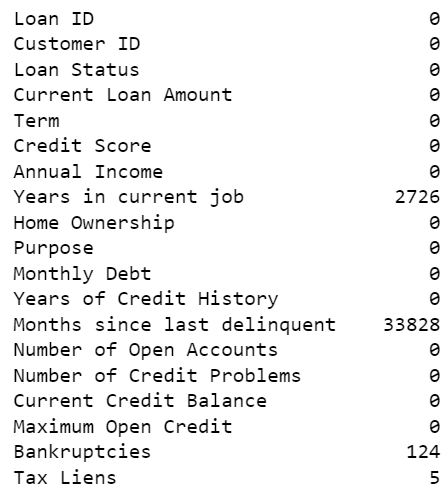 Loan ID 0
Customer ID 0
Loan Status 0
Current Loan Amount 0
Term 0
Credit Score 0
Annual Income 0
Years in current job 2726
Home Ownership 0
Purpose 0
Monthly Debt 0
Years of Credit History 0
Months since last delinquent 33828
Number of Open Accounts 0
Number of Credit Problems 0
Current Credit Balance 0
Maximum Open Credit 0
Bankruptcies 124
Tax Liens 5